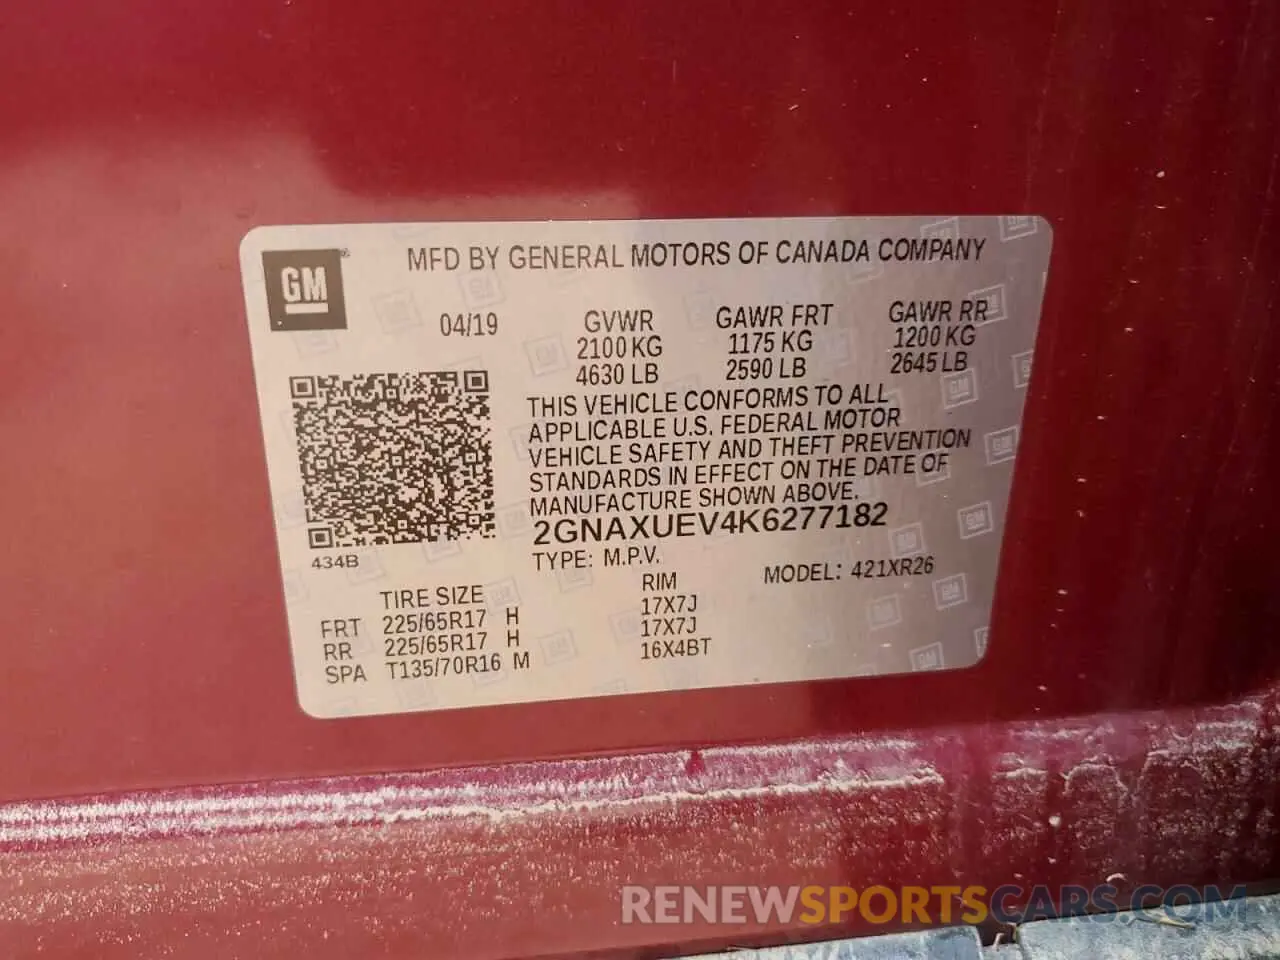 GM®
MFD BY GENERAL MOTORS OF CANADA COMPANY
04/19
GVWR GAWR FRT GAWR RR
2100 KG 1175 KG 1200 KG
4630 LB 2590 LB 2645 LB
THIS VEHICLE CONFORMS TO ALL
APPLICABLE U.S. FEDERAL MOTOR
VEHICLE SAFETY AND THEFT PREVENTION
STANDARDS IN EFFECT ON THE DATE OF
MANUFACTURE SHOWN ABOVE.
2GNAXUEV4K6277182
434B
TYPE: M.P.V. MODEL: 421XR26
TIRE SIZE RIM
FRT 225/65R17 H 17X7J
RR 225/65R17 H 17X7J
SPA T135/70R16 M 16X4BT
RENEWSPORTSCARS.COM